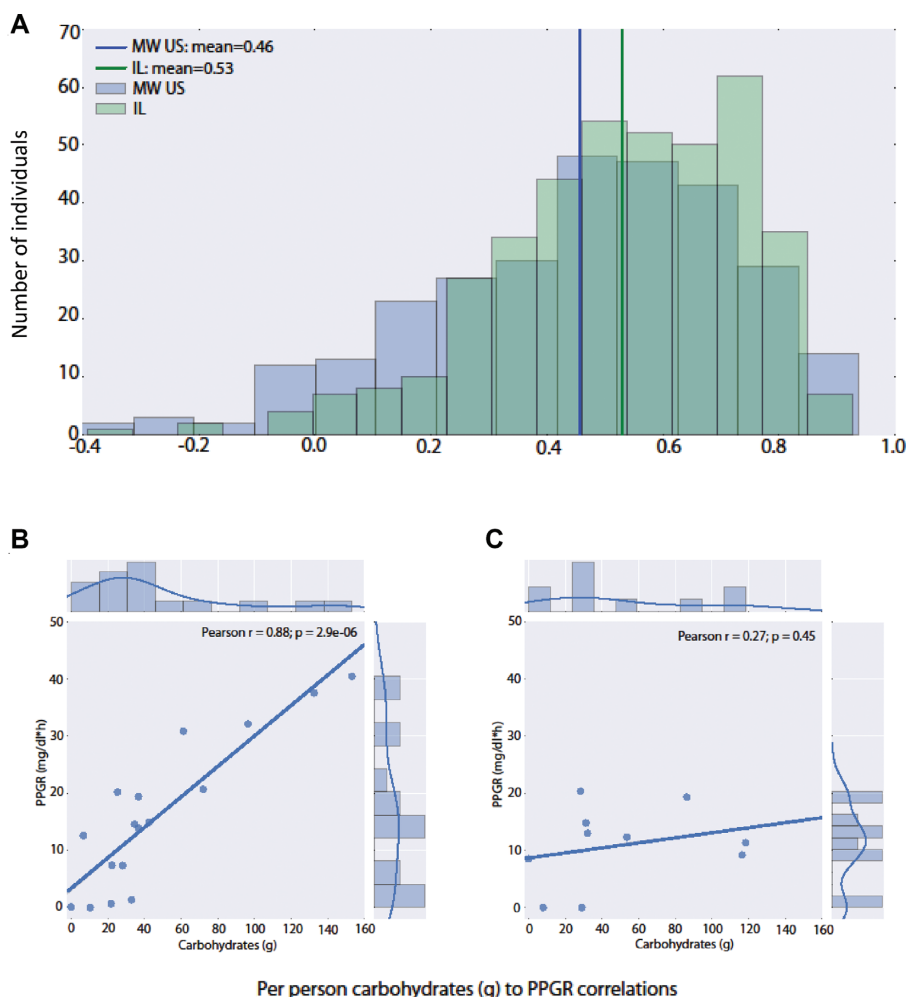 A
70
60
50
40
30
20
10
0
Number of individuals
MW US: mean=0.46
IL: mean=0.53
MW US
IL
-0.4 -0.2 0.0 0.2 0.4 0.6 0.8 1.0
B
Pearson r = 0.88; p = 2.9e-06
50
40
30
20
10
0
PPGR (mg/dl*h)
0 20 40 60 80 100 120 140 160
Carbohydrates (g)
C
Pearson r = 0.27; p = 0.45
50
40
30
20
10
0
PPGR (mg/dl*h)
0 20 40 60 80 100 120 140 160
Carbohydrates (g)
Per person carbohydrates (g) to PPGR correlations